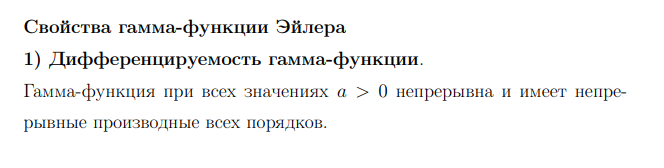 Свойства гамма-функции Эйлера
1) Дифференцируемость гамма-функции.
Гамма-функция при всех значениях a > 0 непрерывна и имеет непре-
рывные производные всех порядков.